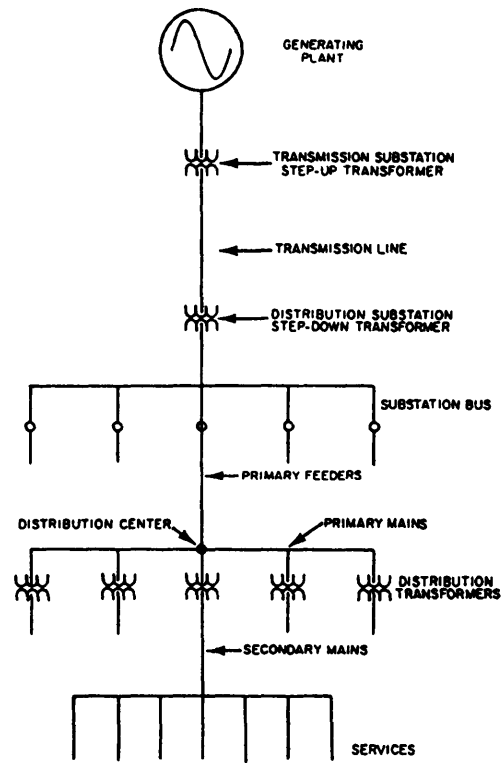 GENERATING
PLANT
TRANSMISSION SUBSTATION
STEP-UP TRANSFORMER
TRANSMISSION LINE
DISTRIBUTION SUBSTATION
STEP-DOWN TRANSFORMER
SUBSTATION BUS
PRIMARY FEEDERS
DISTRIBUTION CENTER
PRIMARY MAINS
DISTRIBUTION
TRANSFORMERS
SECONDARY MAINS
SERVICES